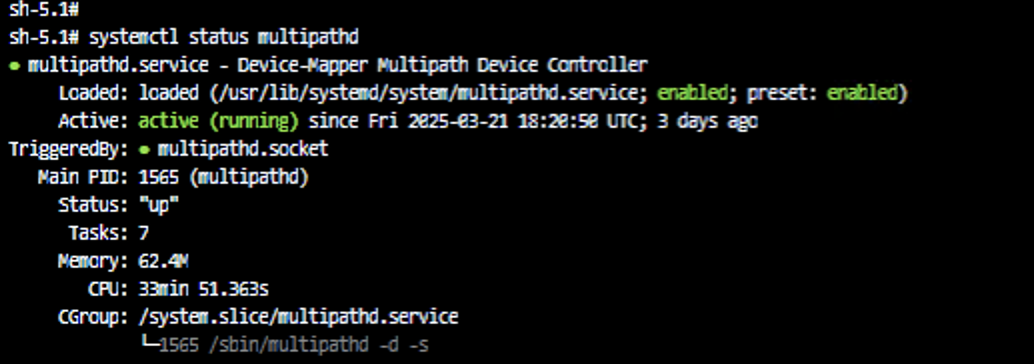 sh-5.1#
sh-5.1# systemctl status multipathd
● multipathd.service - Device-Mapper Multipath Device Controller
Loaded: loaded (/usr/lib/systemd/system/multipathd.service; enabled; preset: enabled)
Active: active (running) since Fri 2025-03-21 18:20:50 UTC; 3 days ago
TriggeredBy: ● multipathd.socket
Main PID: 1565 (multipathd)
Status: "up"
Tasks: 7
Memory: 62.4M
CPU: 33min 51.363s
CGroup: /system.slice/multipathd.service
└─1565 /sbin/multipathd -d -s